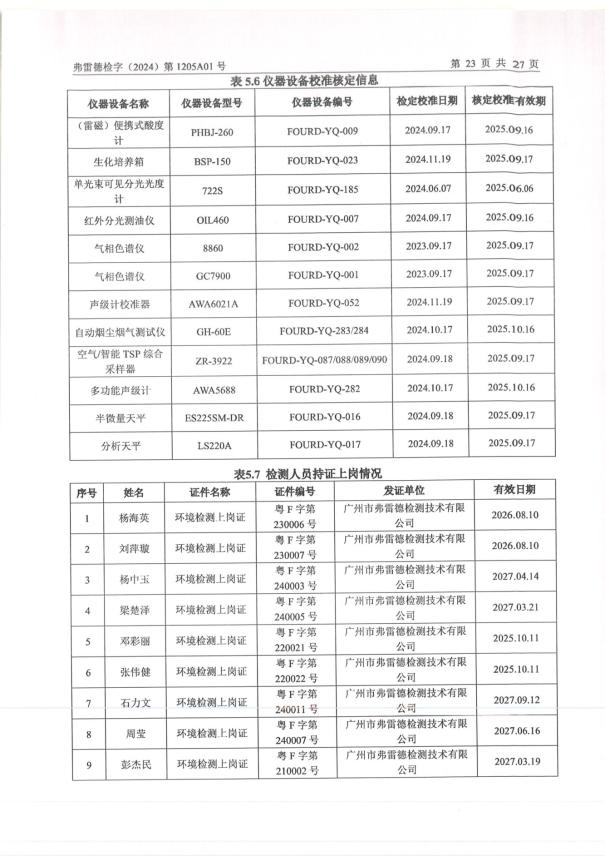 弗雷德检字（2024）第 1205A01 号
第 23 页 共 27 页
表 5.6 仪器设备校准核定信息
仪器设备名称 仪器设备型号 仪器设备编号 检定校准日期 核定校准有效期
（雷磁）便携式酸度
计 PHBJ-260 FOURD-YQ-009 2024.09.17 2025.09.16
生化培养箱 BSP-150 FOURD-YQ-023 2024.11.19 2025.09.17
单光束可见分光光度
计 722S FOURD-YQ-185 2024.06.07 2025.06.06
红外分光测油仪 OIL460 FOURD-YQ-007 2024.09.17 2025.09.16
气相色谱仪 8860 FOURD-YQ-002 2023.09.17 2025.09.17
气相色谱仪 GC7900 FOURD-YQ-001 2023.09.17 2025.09.17
声级计校准器 AWA6021A FOURD-YQ-052 2024.11.19 2025.09.17
自动烟尘烟气测试仪 GH-60E FOURD-YQ-283/284 2024.10.17 2025.10.16
空气/智能 TSP 综合
采样器 ZR-3922 FOURD-YQ-087/088/089/090 2024.09.18 2025.09.17
多功能声级计 AWA5688 FOURD-YQ-282 2024.10.17 2025.10.16
半微量天平 ES225SM-DR FOURD-YQ-016 2024.09.18 2025.09.17
分析天平 LS220A FOURD-YQ-017 2024.09.18 2025.09.17
表5.7 检测人员持证上岗情况
序号 姓名 证件名称 证件编号 发证单位 有效日期
1 杨海英 环境检测上岗证 粤 F 字第
230006 号 广州市弗雷德检测技术有限
公司 2026.08.10
2 刘萍璇 环境检测上岗证 粤 F 字第
230007 号 广州市弗雷德检测技术有限
公司 2026.08.10
3 杨中玉 环境检测上岗证 粤 F 字第
240003 号 广州市弗雷德检测技术有限
公司 2027.04.14
4 梁楚泽 环境检测上岗证 粤 F 字第
240005 号 广州市弗雷德检测技术有限
公司 2027.03.21
5 邓彩丽 环境检测上岗证 粤 F 字第
220021 号 广州市弗雷德检测技术有限
公司 2025.10.11
6 张伟健 环境检测上岗证 粤 F 字第
220022 号 广州市弗雷德检测技术有限
公司 2025.10.11
7 石力文 环境检测上岗证 粤 F 字第
240011 号 广州市弗雷德检测技术有限
公司 2027.09.12
8 周莹 环境检测上岗证 粤 F 字第
240007 号 广州市弗雷德检测技术有限
公司 2027.06.16
9 彭杰民 环境检测上岗证 粤 F 字第
210002 号 广州市弗雷德检测技术有限
公司 2027.03.19